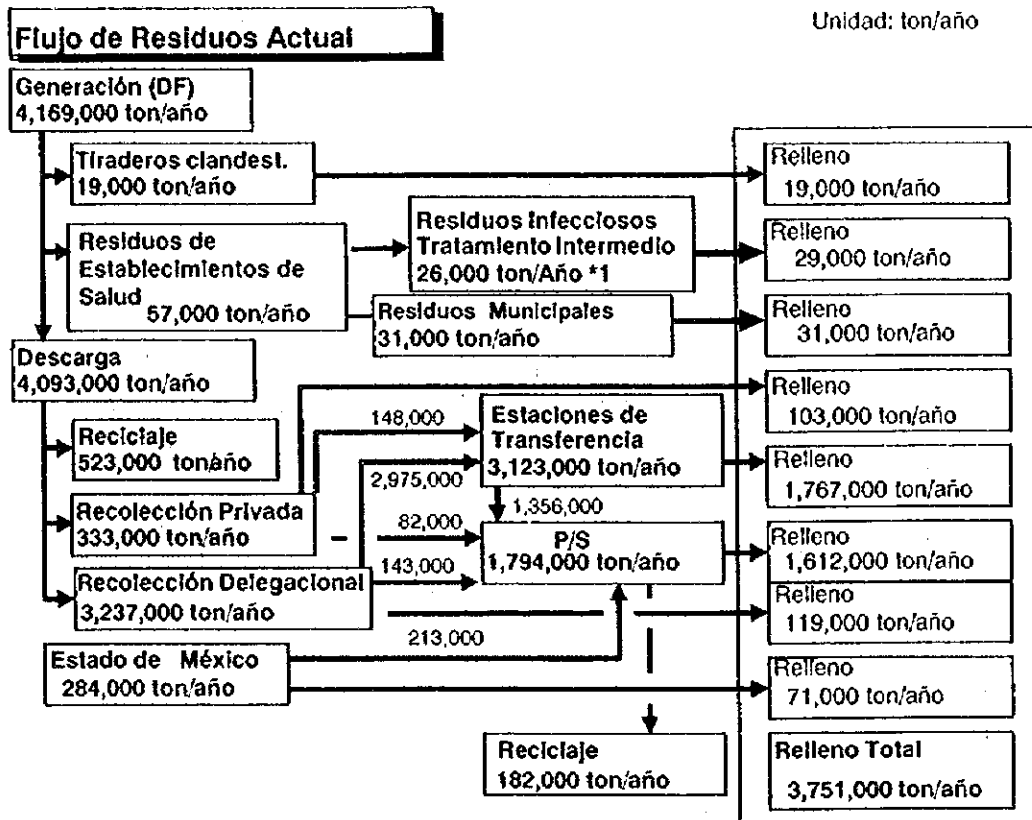 Unidad: ton/año
Flujo de Residuos Actual
Generación (DF)
4,169,000 ton/año
Tiraderos clandest.
19,000 ton/año
Relleno
19,000 ton/año
Residuos de
Establecimientos de
Salud
57,000 ton/año
Residuos Infecciosos
Tratamiento Intermedio
26,000 ton/Año *1
Relleno
29,000 ton/año
Residuos Municipales
31,000 ton/año
Relleno
31,000 ton/año
Descarga
4,093,000 ton/año
Relleno
103,000 ton/año
Reciclaje
523,000 ton/año
148,000
Estaciones de
Transferencia
3,123,000 ton/año
Relleno
1,767,000 ton/año
2,975,000
1,356,000
Recolección Privada
333,000 ton/año
82,000
P/S
1,794,000 ton/año
Relleno
1,612,000 ton/año
143,000
Recolección Delegacional
3,237,000 ton/año
Relleno
119,000 ton/año
213,000
Estado de México
284,000 ton/año
Relleno
71,000 ton/año
Reciclaje
182,000 ton/año
Relleno Total
3,751,000 ton/año